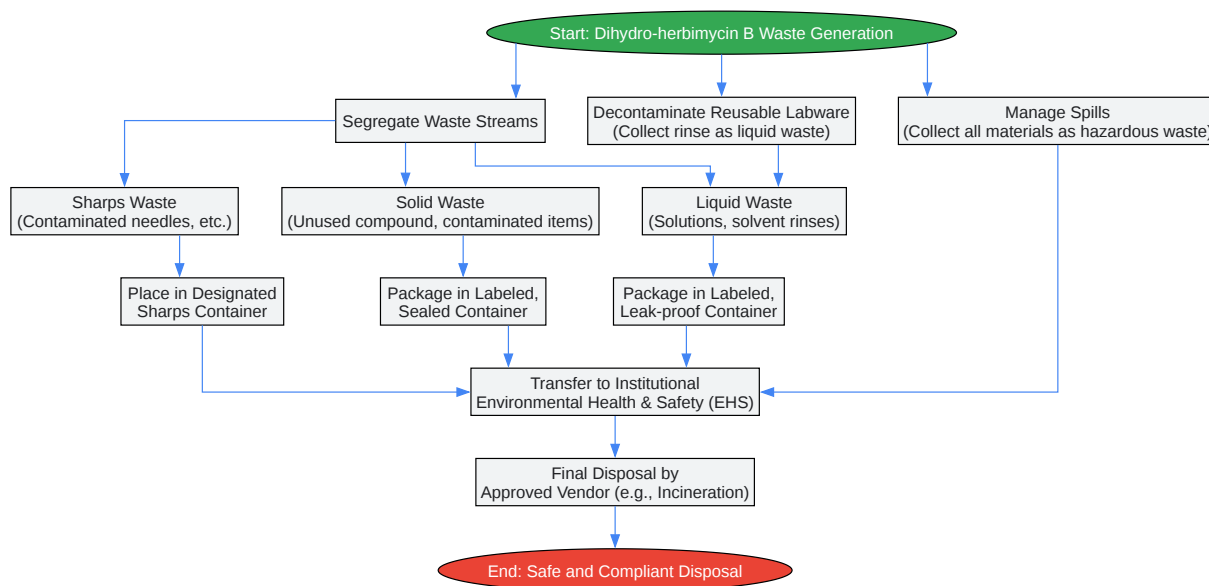 Start: Dihydro-herbimycin B Waste Generation
Segregate Waste Streams
Decontaminate Reusable Labware
(Collect rinse as liquid waste)
Manage Spills
(Collect all materials as hazardous waste)
Sharps Waste
(Contaminated needles, etc.)
Solid Waste
(Unused compound, contaminated items)
Liquid Waste
(Solutions, solvent rinses)
Place in Designated
Sharps Container
Package in Labeled,
Sealed Container
Package in Labeled,
Leak-proof Container
Transfer to Institutional
Environmental Health & Safety (EHS)
Final Disposal by
Approved Vendor (e.g., Incineration)
End: Safe and Compliant Disposal